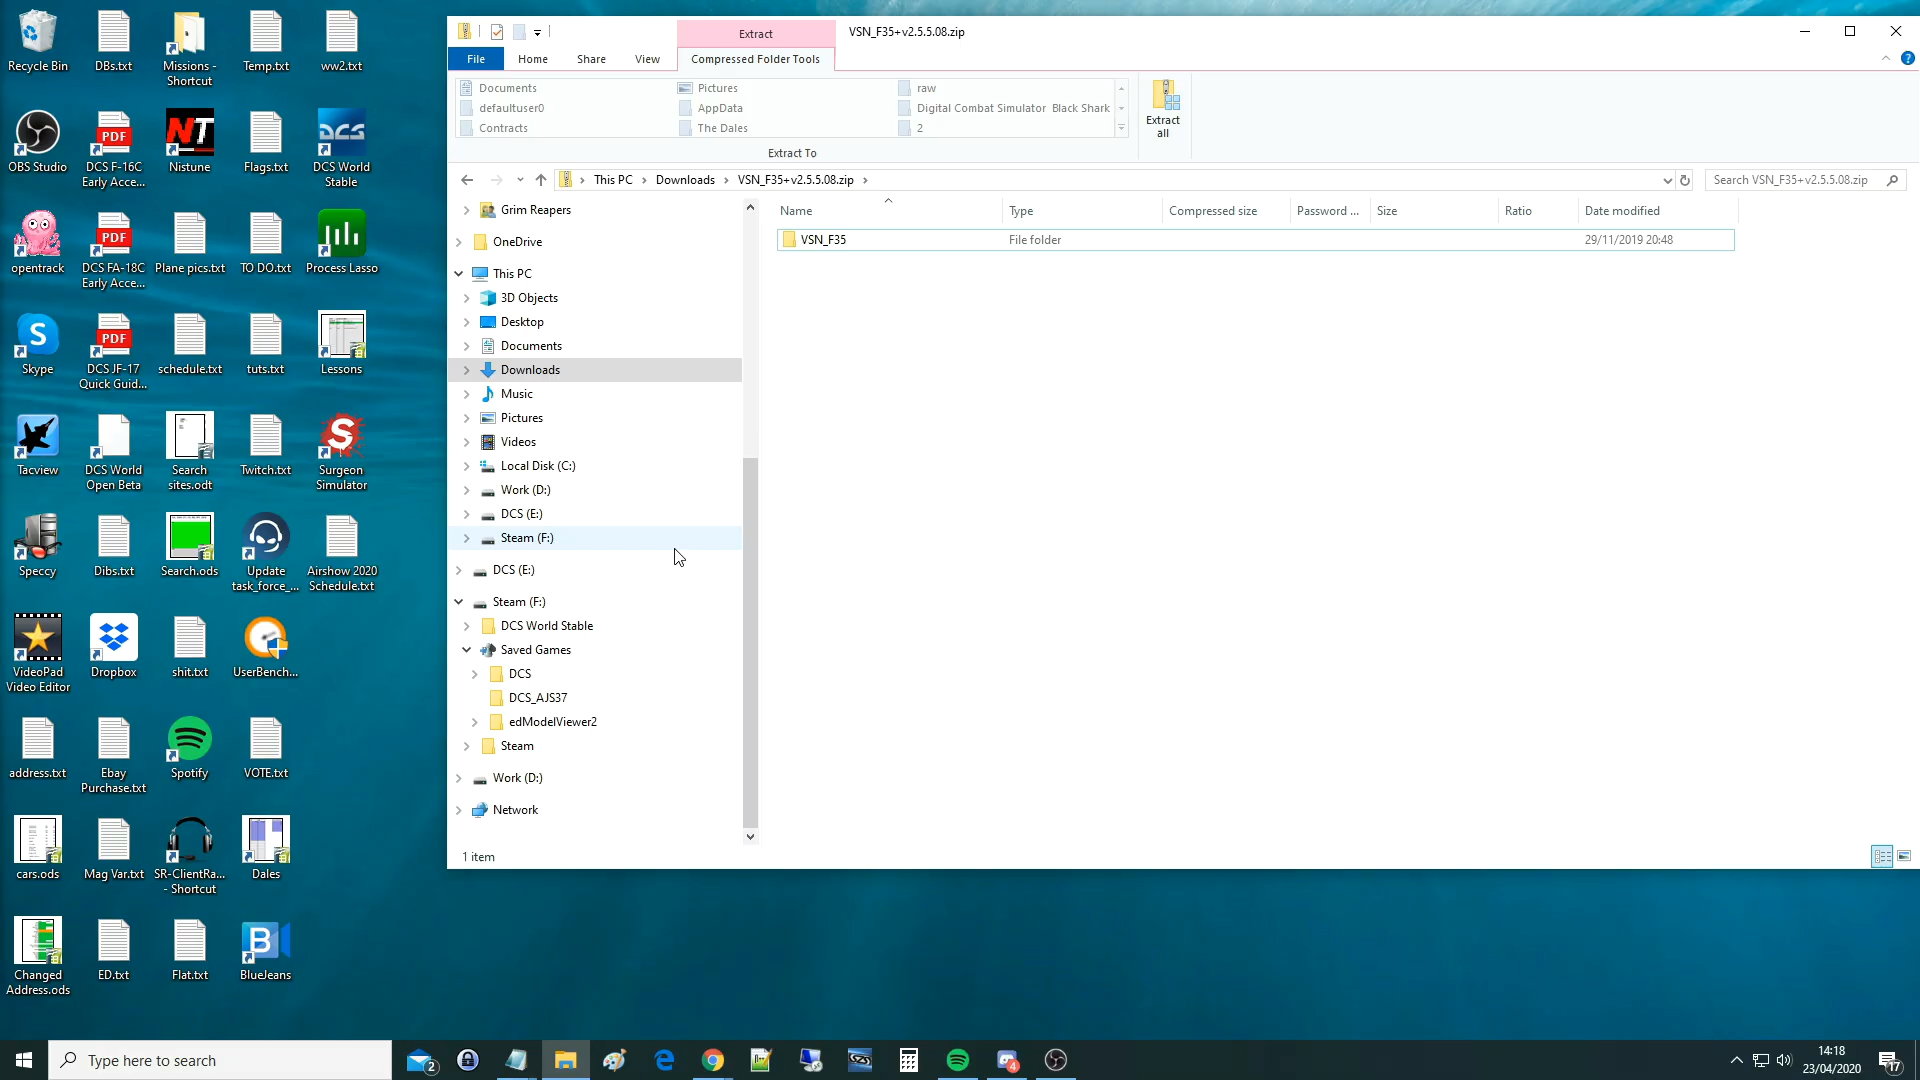 Recycle Bin
DBs.txt
Missions -
Shortcut
Temp.txt
ww2.txt
OBS Studio
DCS F-16C
Early Acce...
Nistune
Flags.txt
DCS World
Stable
opentrack
DCS FA-18C
Early Acce...
Plane pics.txt
TO DO.txt
Process Lasso
Skype
DCS JF-17
Quick Guid...
schedule.txt
tuts.txt
Lessons
Tacview
DCS World
Open Beta
Search
sites.odt
Twitch.txt
Surgeon
Simulator
Speccy
Dibs.txt
Search.ods
Update
task_force_...
Airshow 2020
Schedule.txt
VideoPad
Video Editor
Dropbox
shit.txt
UserBench...
address.txt
Ebay
Purchase.txt
Spotify
VOTE.txt
cars.ods
Mag Var.txt
SR-ClientRa...
- Shortcut
Dales
Changed
Address.ods
ED.txt
Flat.txt
BlueJeans
PDF
NT
DCS
PDF
S
PDF
S
B
Extract
VSN_F35+v2.5.5.08.zip
File
Home
Share
View
Compressed Folder Tools
Documents
Pictures
raw
defaultuser0
AppData
Digital Combat Simulator Black Shark
Contracts
The Dales
2
Extract To
Extract
all
This PC
Downloads
VSN_F35+v2.5.5.08.zip
Search VSN_F35+v2.5.5.08.zip
Grim Reapers
OneDrive
This PC
3D Objects
Desktop
Documents
Downloads
Music
Pictures
Videos
Local Disk (C:)
Work (D:)
DCS (E:)
Steam (F:)
DCS (E:)
Steam (F:)
DCS World Stable
Saved Games
DCS
DCS_AJS37
edModelViewer2
Steam
Work (D:)
Network
Name
Type
Compressed size
Password ...
Size
Ratio
Date modified
VSN_F35
File folder
29/11/2019 20:48
1 item
Type here to search
2
4
14:18
23/04/2020
17